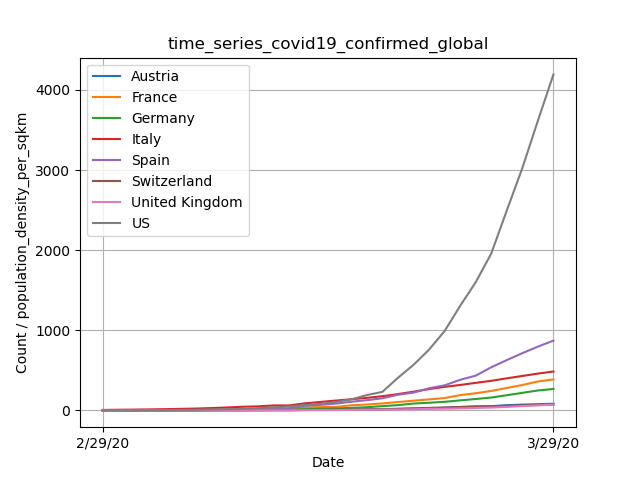 time_series_covid19_confirmed_global
Count / population_density_per_sqkm
4000
3000
2000
1000
0
Austria
France
Germany
Italy
Spain
Switzerland
United Kingdom
US
2/29/20
3/29/20
Date